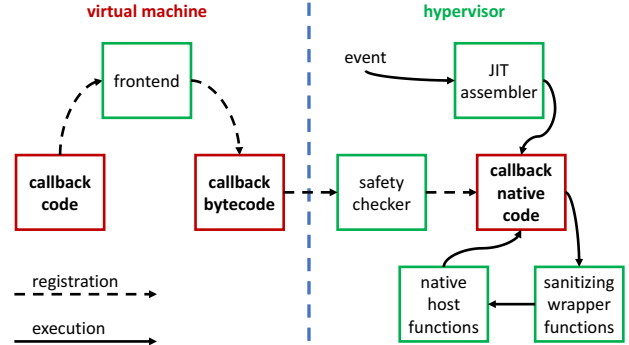 virtual machine
hypervisor
frontend
event
JIT
assembler
callback
code
callback
bytecode
safety
checker
callback
native
code
registration
execution
native
host
functions
sanitizing
wrapper
functions